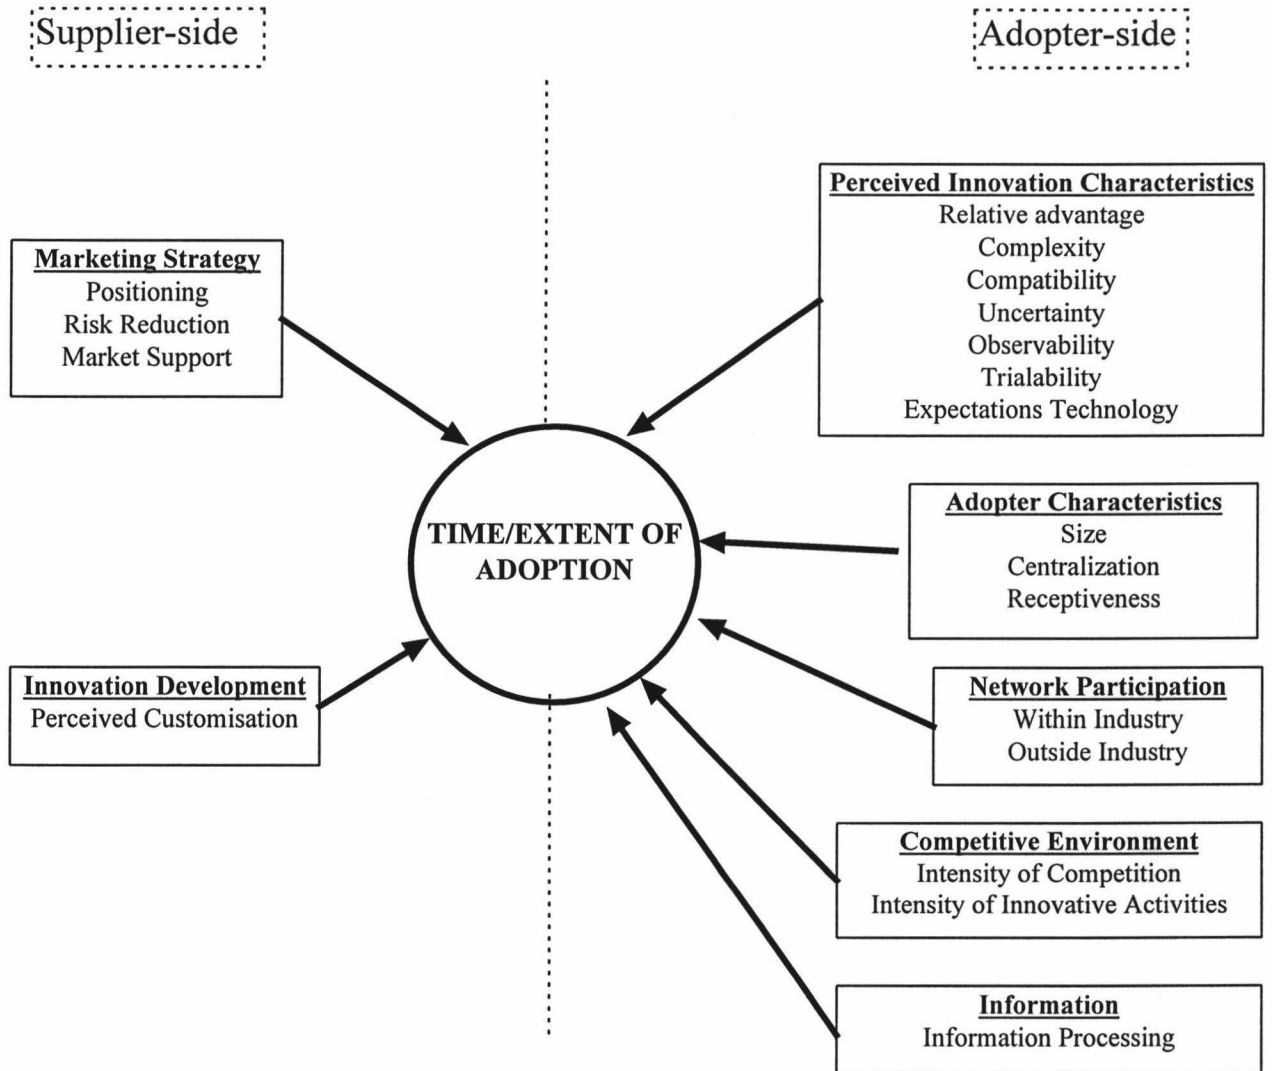 Supplier-side
Adopter-side
Perceived Innovation Characteristics
Relative advantage
Complexity
Compatibility
Uncertainty
Observability
Trialability
Expectations Technology
Marketing Strategy
Positioning
Risk Reduction
Market Support
TIME/EXTENT OF
ADOPTION
Adopter Characteristics
Size
Centralization
Receptiveness
Innovation Development
Perceived Customisation
Network Participation
Within Industry
Outside Industry
Competitive Environment
Intensity of Competition
Intensity of Innovative Activities
Information
Information Processing